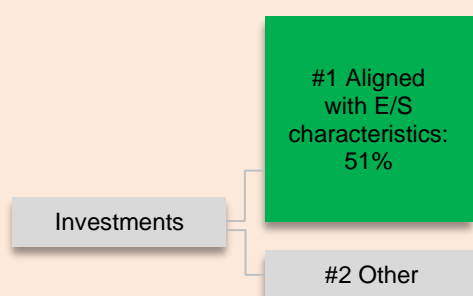 #1 Aligned
with E/S
characteristics:
51%
Investments
#2 Other